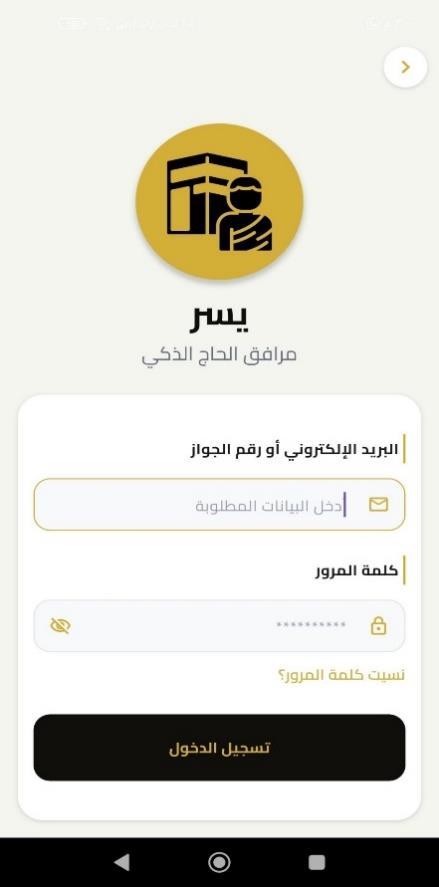 يسر
مرافق الحاج الذكي
البريد الإلكتروني أو رقم الجواز
دخل البيانات المطلوبة
كلمة المرور
**********
نسيت كلمة المرور؟
تسجيل الدخول